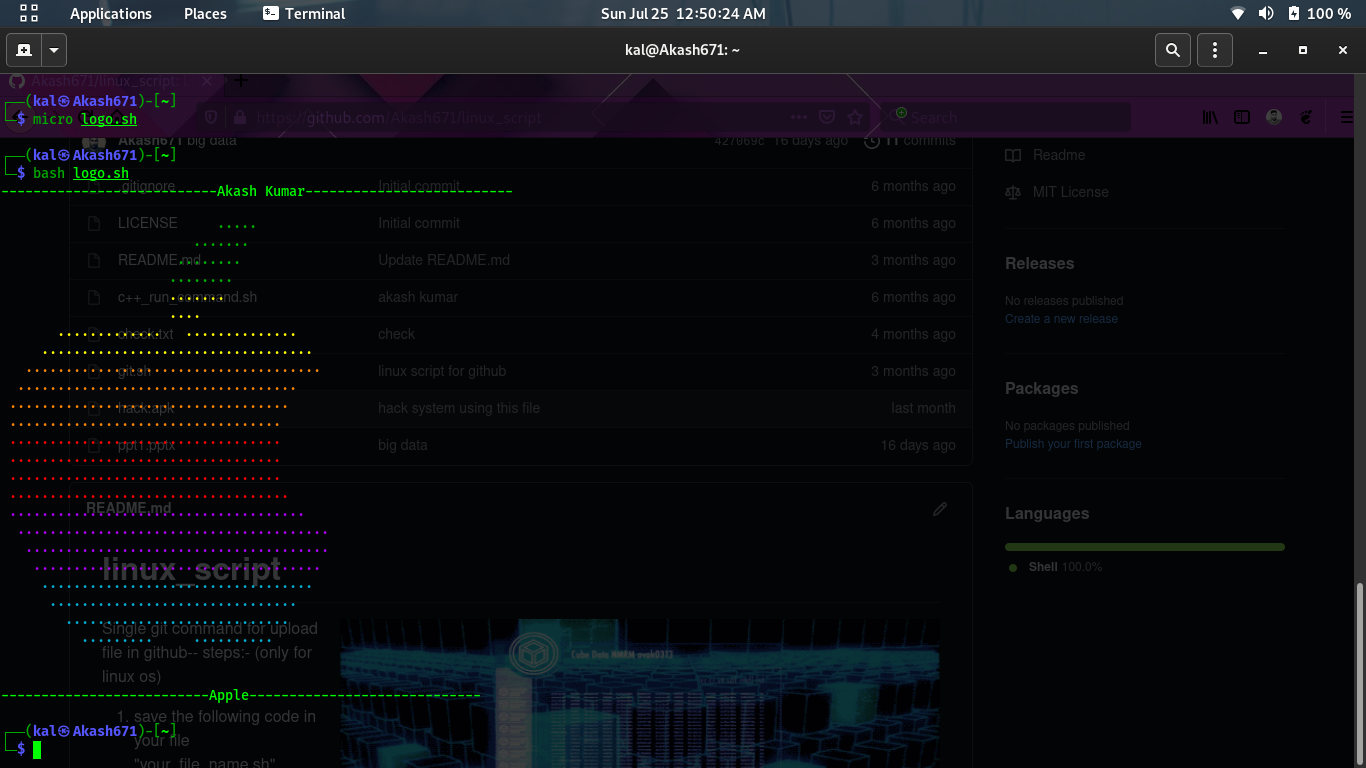 Applications Places Terminal Sun Jul 25 12:50:24 AM 100 %
kal@Akash671: ~
Akash671/linux_script:
┌──(kal㉿Akash671)-[~]
└─$ micro logo.sh
https://github.com/Akash671/linux_script ••• Search
┌──(kal㉿Akash671)-[~]
Akash671 big data 427069c 16 days ago 11 commits
Readme
└─$ bash logo.sh
---------------------------Akash Kumar--------------------------
.gitignore Initial commit 6 months ago
MIT License
LICENSE Initial commit 6 months ago
README.md Update README.md 3 months ago
Releases
c++_run_command.sh akash kumar 6 months ago
No releases published
Create a new release
check.txt check 4 months ago
git.sh linux script for github 3 months ago
Packages
hack.apk hack system using this file last month
No packages published
Publish your first package
ppt1.pptx big data 16 days ago
README.md
Languages
linux_script
Shell 100.0%
Single git command for upload
file in github-- steps:- (only for
linux os)
--------------------------Apple-----------------------------
1. save the following code in
┌──(kal㉿Akash671)-[~]
your file
└─$
"your_file_name.sh"